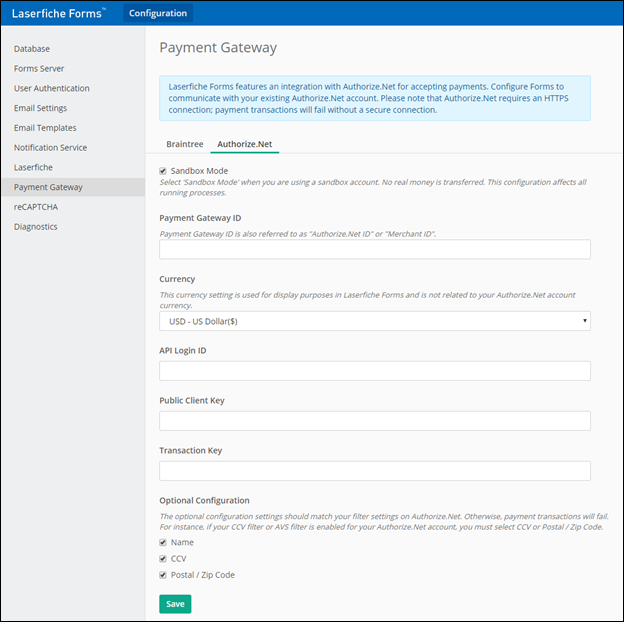 Laserfiche Forms™ Configuration
Database
Forms Server
User Authentication
Email Settings
Email Templates
Notification Service
Laserfiche
Payment Gateway
reCAPTCHA
Diagnostics
Payment Gateway
Laserfiche Forms features an integration with Authorize.Net for accepting payments. Configure Forms to
communicate with your existing Authorize.Net account. Please note that Authorize.Net requires an HTTPS
connection; payment transactions will fail without a secure connection.
Braintree Authorize.Net
Sandbox Mode
Select 'Sandbox Mode' when you are using a sandbox account. No real money is transferred. This configuration affects all
running processes.
Payment Gateway ID
Payment Gateway ID is also referred to as "Authorize.Net ID" or "Merchant ID".
Currency
This currency setting is used for display purposes in Laserfiche Forms and is not related to your Authorize.Net account
currency.
USD - US Dollar($)
API Login ID
Public Client Key
Transaction Key
Optional Configuration
The optional configuration settings should match your filter settings on Authorize.Net. Otherwise, payment transactions will fail.
For instance, if your CCV filter or AVS filter is enabled for your Authorize.Net account, you must select CCV or Postal / Zip Code.
Name
CCV
Postal / Zip Code
Save